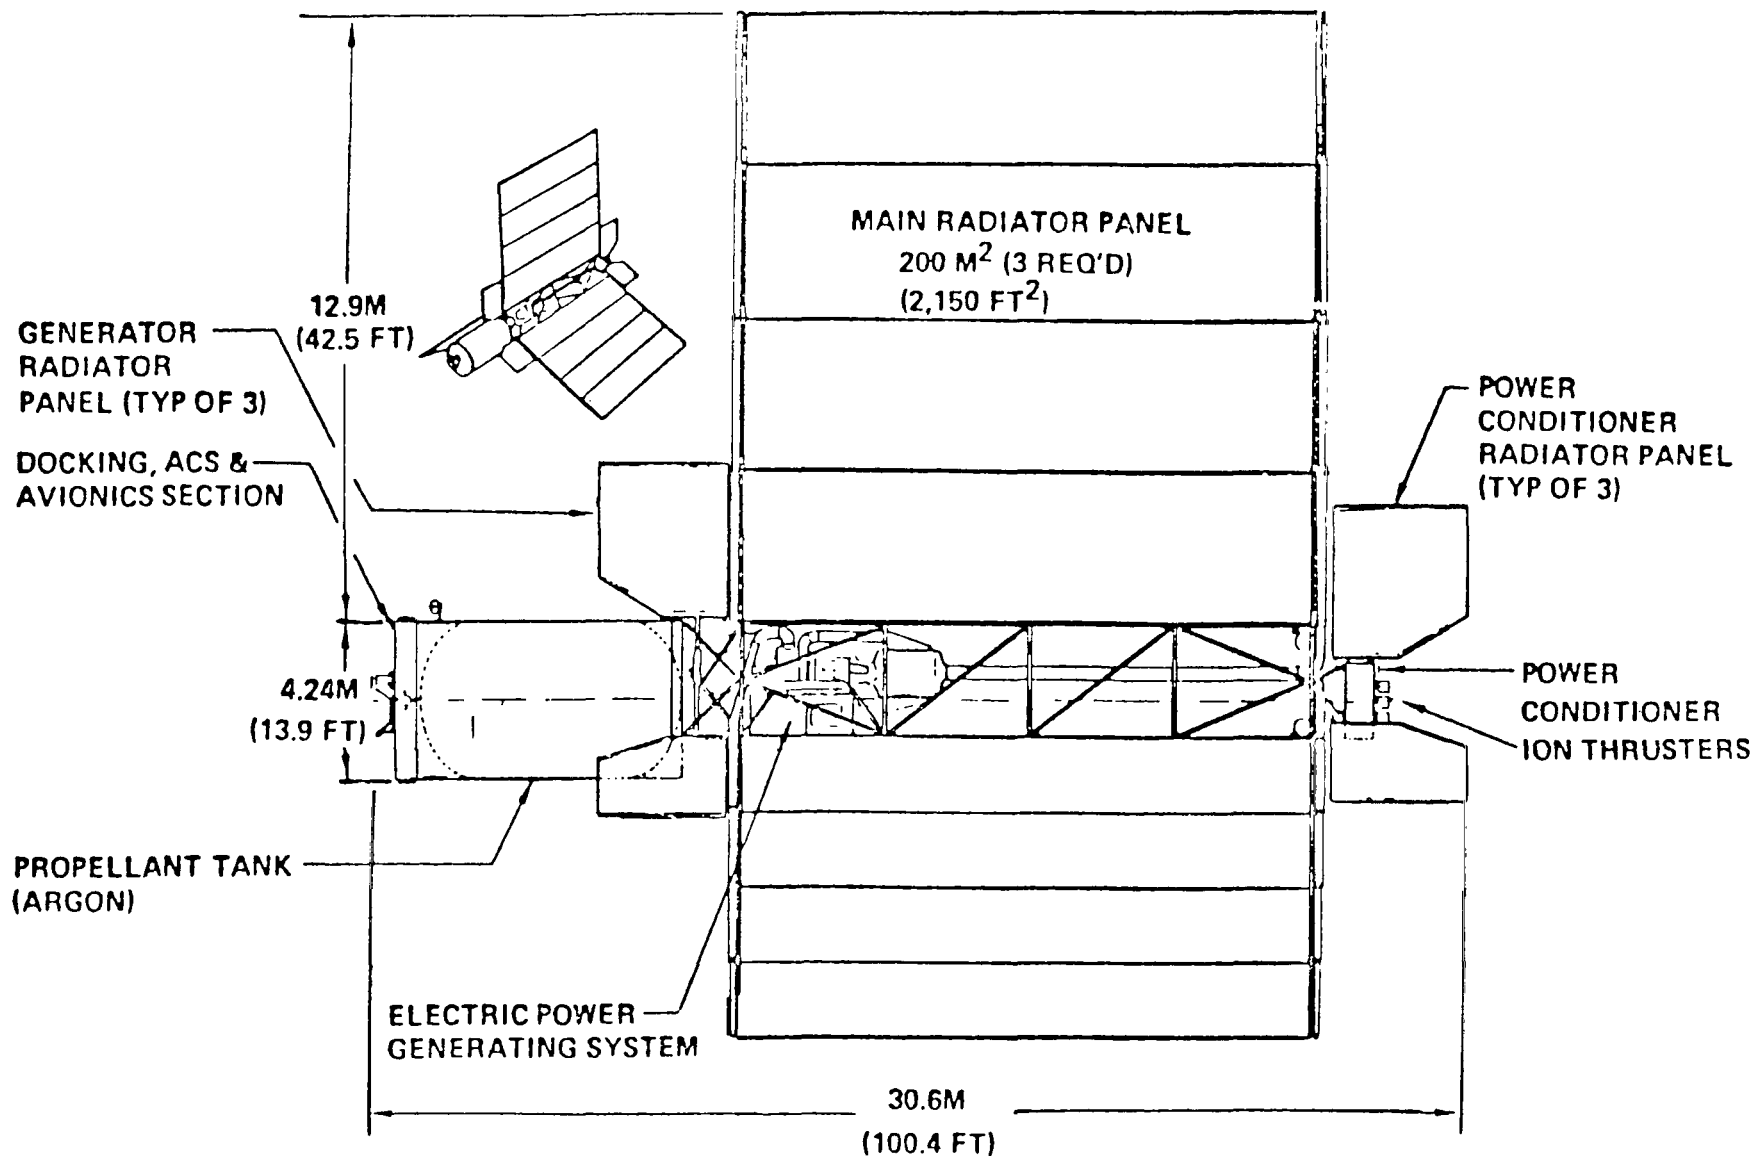 MAIN RADIATOR PANEL
200 M² (3 REQ'D)
(2,150 FT²)
12.9M
(42.5 FT)
GENERATOR
RADIATOR
PANEL (TYP OF 3)
DOCKING, ACS &
AVIONICS SECTION
POWER
CONDITIONER
RADIATOR PANEL
(TYP OF 3)
4.24M
(13.9 FT)
POWER
CONDITIONER
ION THRUSTERS
PROPELLANT TANK
(ARGON)
ELECTRIC POWER
GENERATING SYSTEM
30.6M
(100.4 FT)